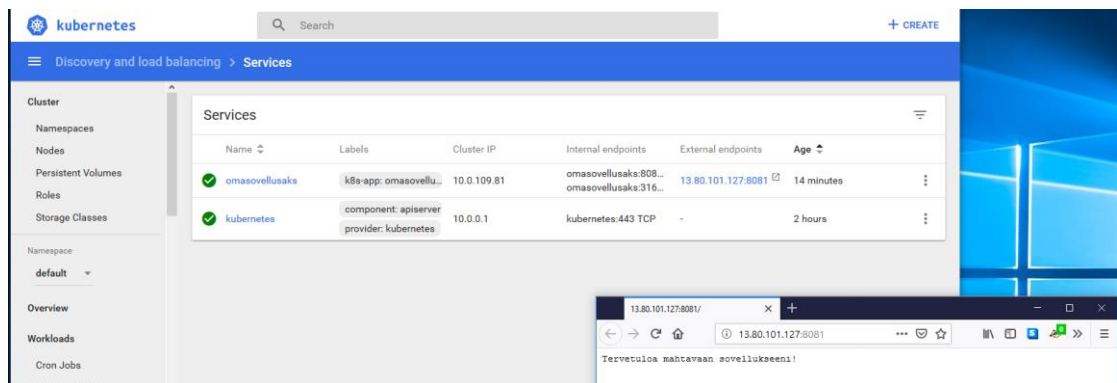 kubernetes
Search
+ CREATE
Discovery and load balancing > Services
Cluster
Namespaces
Nodes
Persistent Volumes
Roles
Storage Classes
Namespace
default
Overview
Workloads
Cron Jobs
Services
Name Labels Cluster IP Internal endpoints External endpoints Age
omasovellusaks k8s-app: omasovellu... 10.0.109.81 omasovellusaks:808... 13.80.101.127:8081 14 minutes
omasovellusaks:316...
kubernetes component: apiserver 10.0.0.1 kubernetes:443 TCP - 2 hours
provider: kubernetes
13.80.101.127:8081/
13.80.101.127:8081
Tervetuloa mahtavaan sovellukseeni!